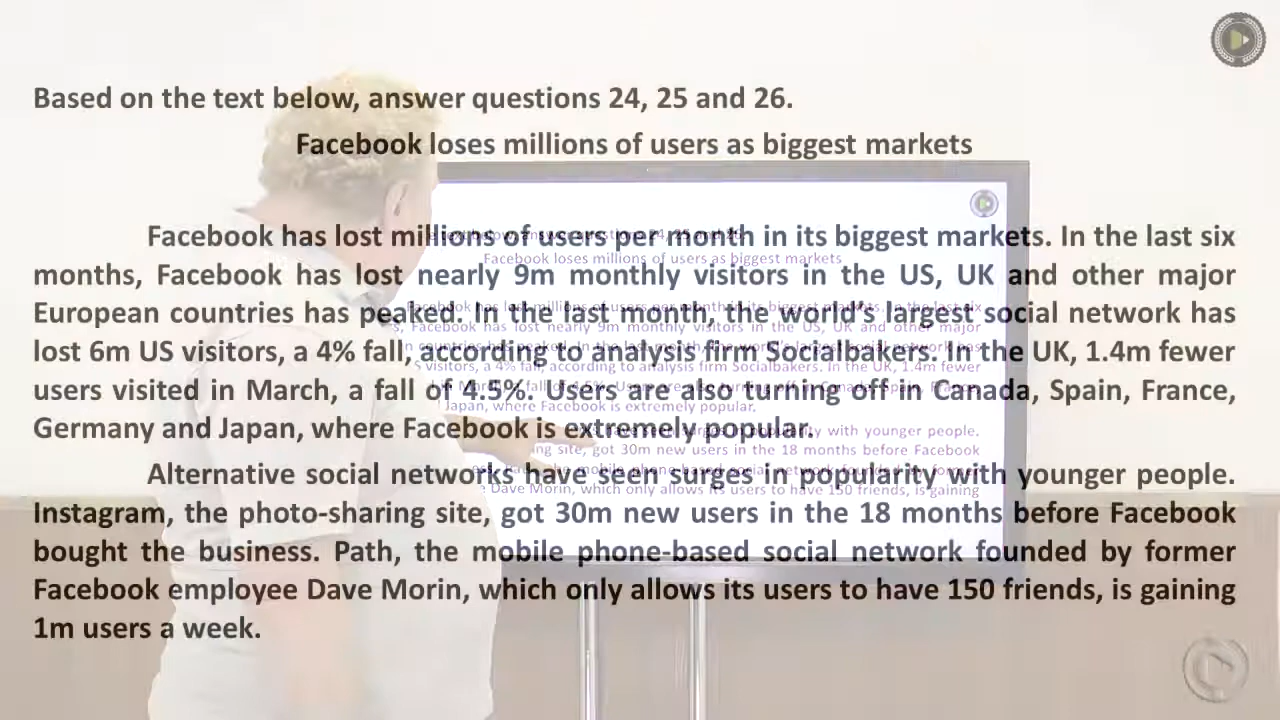 Based on the text below, answer questions 24, 25 and 26.
Facebook loses millions of users as biggest markets
Facebook has lost millions of users per month in its biggest markets. In the last six
months, Facebook has lost nearly 9m monthly visitors in the US, UK and other major
European countries has peaked. In the last month, the world's largest social network has
lost 6m US visitors, a 4% fall, according to analysis firm Socialbakers. In the UK, 1.4m fewer
users visited in March, a fall of 4.5%. Users are also turning off in Canada, Spain, France,
Germany and Japan, where Facebook is extremely popular.
Alternative social networks have seen surges in popularity with younger people.
Instagram, the photo-sharing site, got 30m new users in the 18 months before Facebook
bought the business. Path, the mobile phone-based social network founded by former
Facebook employee Dave Morin, which only allows its users to have 150 friends, is gaining
1m users a week.